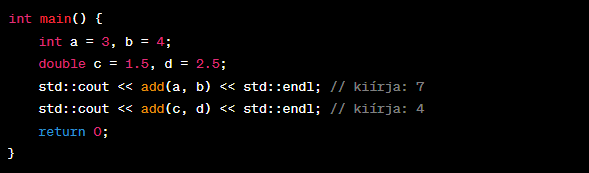 int main() {
    int a = 3, b = 4;
    double c = 1.5, d = 2.5;
    std::cout << add(a, b) << std::endl; // kiírja: 7
    std::cout << add(c, d) << std::endl; // kiírja: 4
    return 0;
}